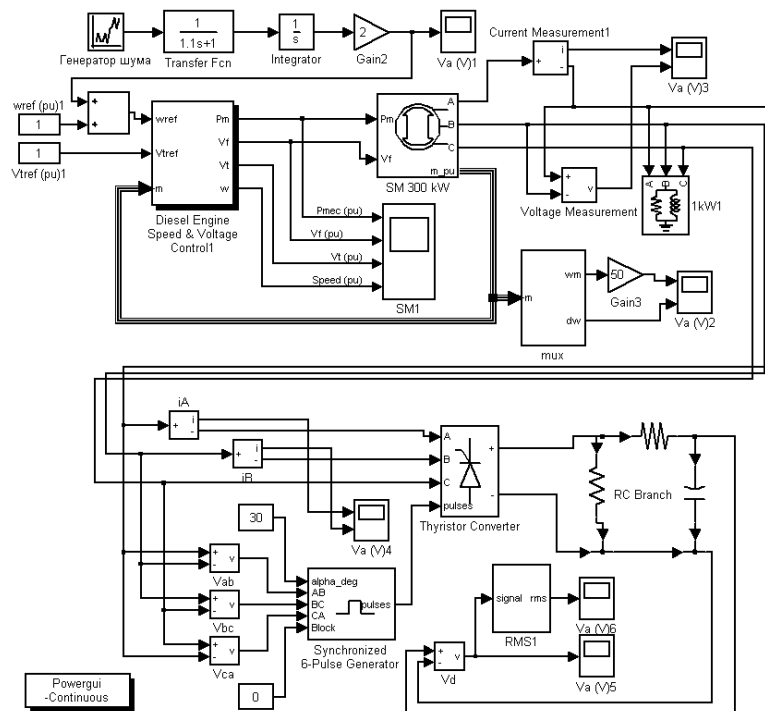 Генератор шума
1
1.1s+1
Transfer Fcn
1
s
Integrator
2
Gain2
Va (V)1
Current Measurement1
+
i
-
Va (V)3
wref (pu)1
1
+
+
1
Vtref (pu)1
wref
Vtref
m
Pm
Vf
Vt
w
Diesel Engine
Speed & Voltage
Control1
Pm
Vf
A
B
C
m_pu
SM 300 kW
+
-
v
Voltage Measurement
A
B
C
1kW1
Pmec (pu)
Vf (pu)
Vt (pu)
Speed (pu)
SM1
m
wm
dw
mux
50
Gain3
Va (V)2
iA
+
i
-
+
i
-
iB
Va (V)4
A
B
C
pulses
+
-
Thyristor Converter
RC Branch
30
+
-
v
Vab
+
-
v
Vbc
+
-
v
Vca
alpha_deg
AB
BC
CA
Block
pulses
Synchronized
6-Pulse Generator
0
signal
rms
RMS1
Va (V)6
+
-
v
Vd
Va (V)5
Powergui
-Continuous